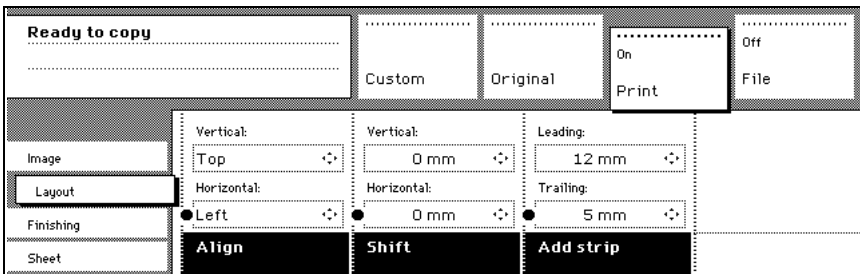 Ready to copy
Custom
Original
On
Print
Off
File
Image
Layout
Finishing
Sheet
Vertical:
Top
Horizontal:
Left
Align
Vertical:
0 mm
Horizontal:
0 mm
Shift
Leading:
12 mm
Trailing:
5 mm
Add strip